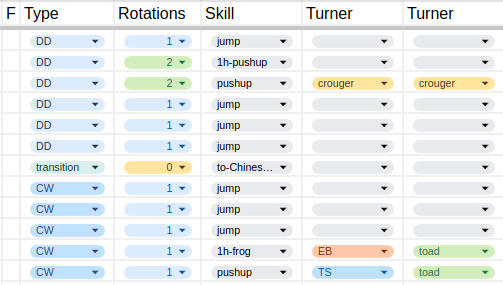 F Type Rotations Skill Turner Turner
DD 1 jump
DD 2 1h-pushup
DD 2 pushup crouger crouger
DD 1 jump
DD 1 jump
DD 1 jump
transition 0 to-Chines...
CW 1 jump
CW 1 jump
CW 1 jump
CW 1 1h-frog EB toad
CW 1 pushup TS toad